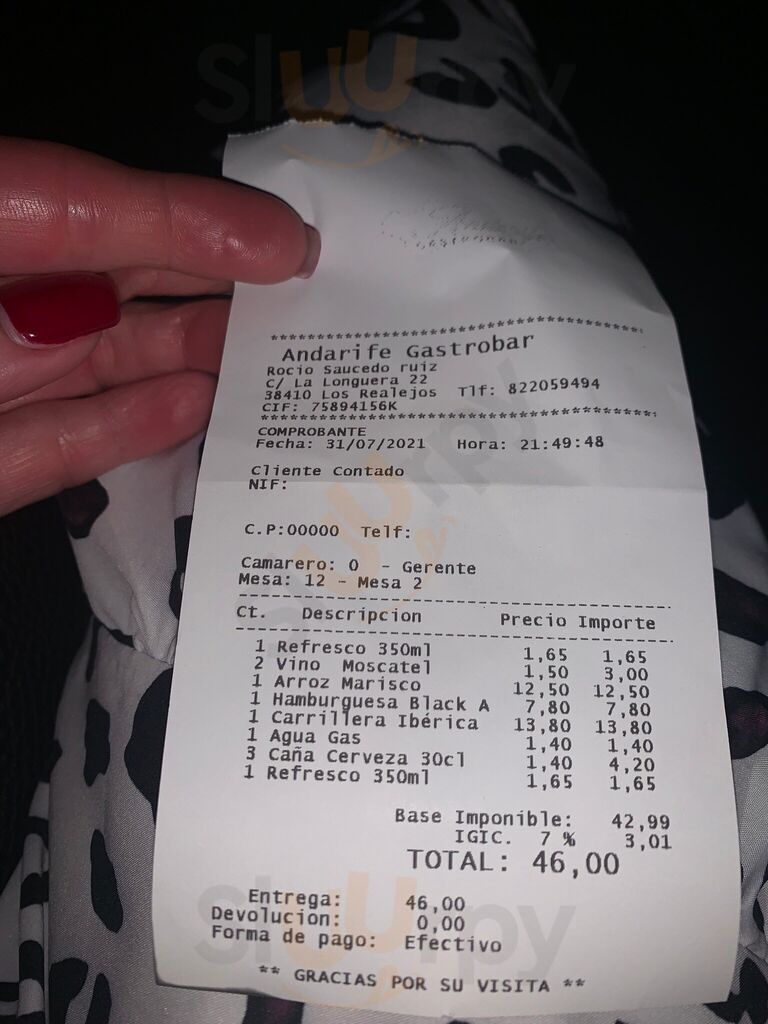 Sluurpy
*****************************************
Andarife Gastrobar
Rocio Saucedo ruiz
C/ La Longuera 22
38410 Los Realejos Tlf: 822059494
CIF: 75894156K
*****************************************
COMPROBANTE
Fecha: 31/07/2021 Hora: 21:49:48
Cliente Contado
NIF:
C.P:00000 Telf:
Camarero: 0 - Gerente
Mesa: 12 - Mesa 2
Ct. Descripcion Precio Importe
1 Refresco 350ml 1,65 1,65
2 Vino Moscatel 1,50 3,00
1 Arroz Marisco 12,50 12,50
1 Hamburguesa Black A 7,80 7,80
1 Carrillera Ibérica 13,80 13,80
1 Agua Gas 1,40 1,40
3 Caña Cerveza 30cl 1,40 4,20
1 Refresco 350ml 1,65 1,65
Base Imponible: 42,99
IGIC. 7 % 3,01
TOTAL: 46,00
Entrega: 46,00
Devolucion: 0,00
Forma de pago: Efectivo
** GRACIAS POR SU VISITA **
Sluurpy